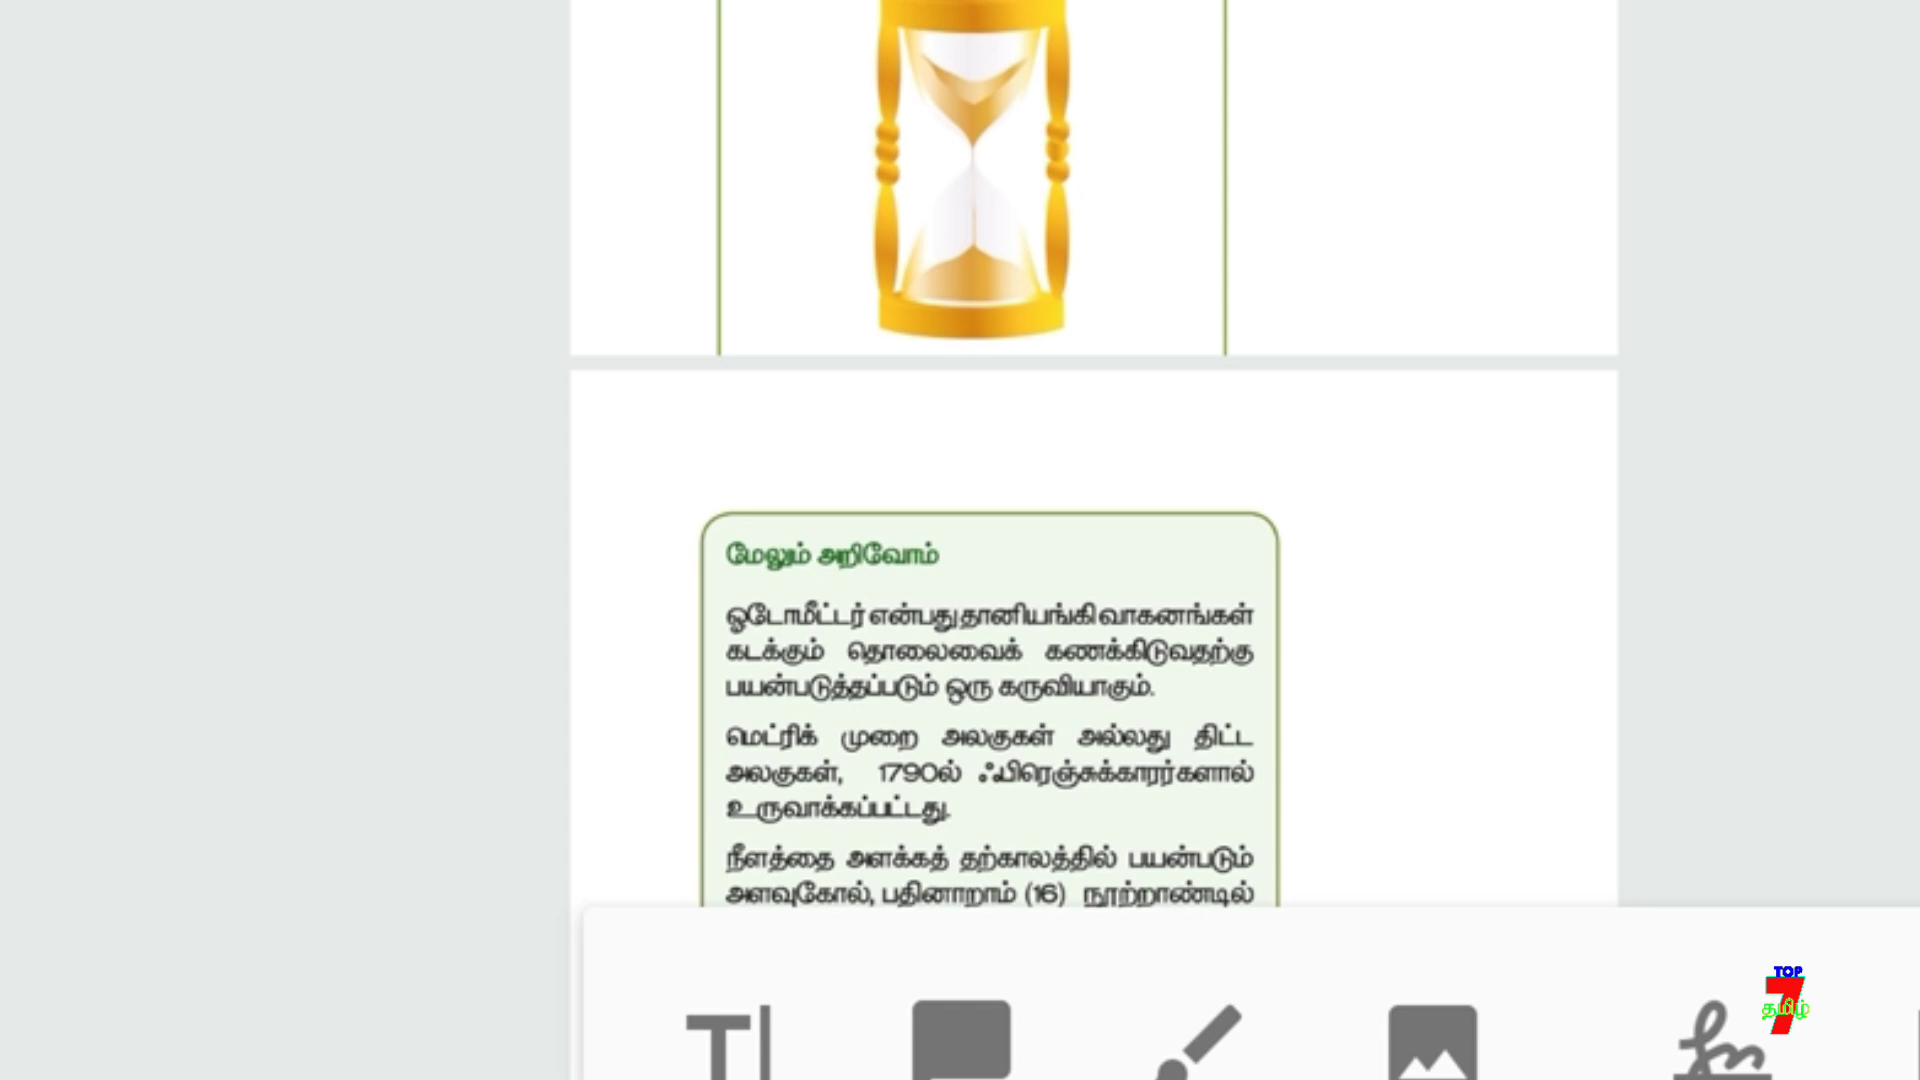 மேலும் அறிவோம்
ஓடோமீட்டர் என்பது தானியங்கி வாகனங்கள்
கடக்கும் தொலைவைக் கணக்கிடுவதற்கு
பயன்படுத்தப்படும் ஒரு கருவியாகும்.
மெட்ரிக் முறை அலகுகள் அல்லது திட்ட
அலகுகள், 1790ல் ஃபிரெஞ்சுக்காரர்களால்
உருவாக்கப்பட்டது.
நீளத்தை அளக்கத் தற்காலத்தில் பயன்படும்
அளவுகோல், பதினாறாம் (16) நூற்றாண்டில்
TOP
7
தமிழ்